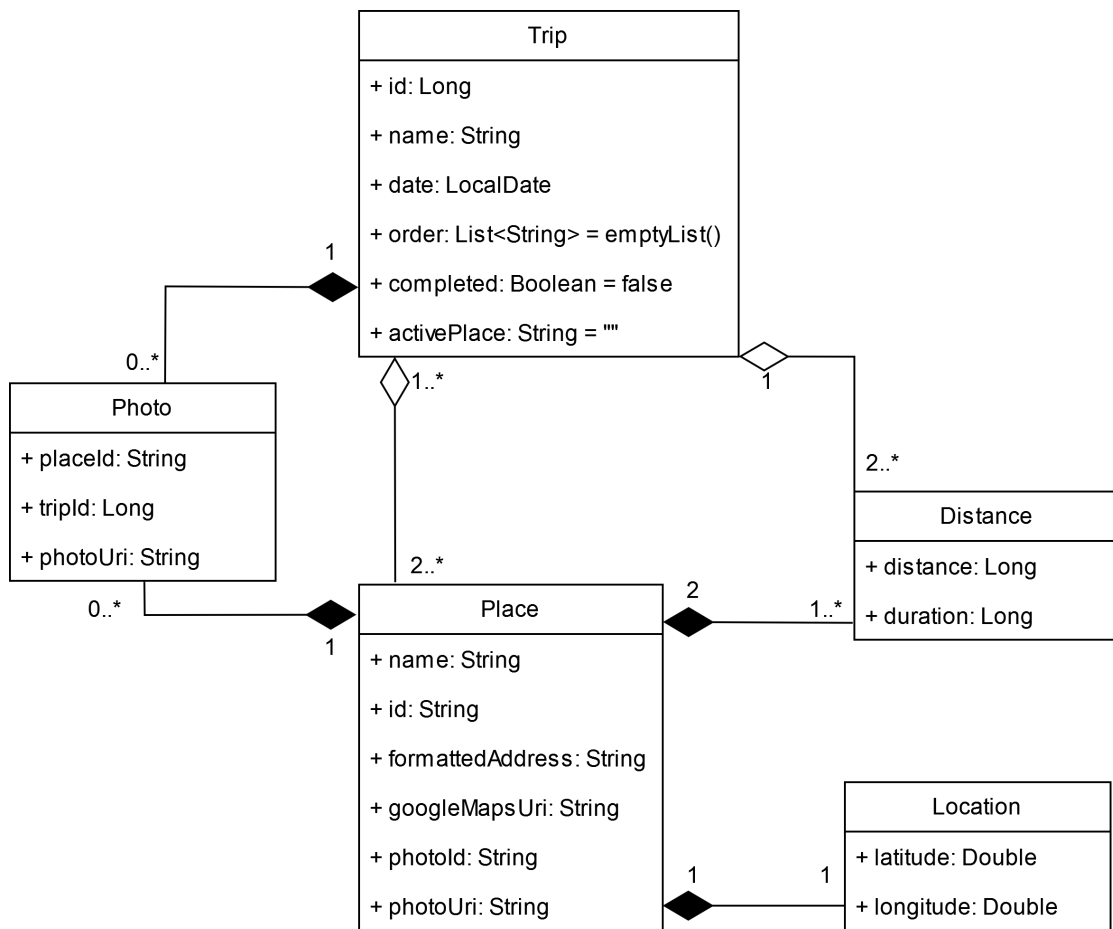 Trip
+ id: Long
+ name: String
+ date: LocalDate
+ order: List<String> = emptyList()
+ completed: Boolean = false
+ activePlace: String = ""
1
0..*
1..*
1
Photo
+ placeId: String
+ tripId: Long
+ photoUri: String
2..*
Distance
+ distance: Long
+ duration: Long
2..*
0..*
1
2
1..*
Place
+ name: String
+ id: String
+ formattedAddress: String
+ googleMapsUri: String
+ photoId: String
+ photoUri: String
1
1
Location
+ latitude: Double
+ longitude: Double